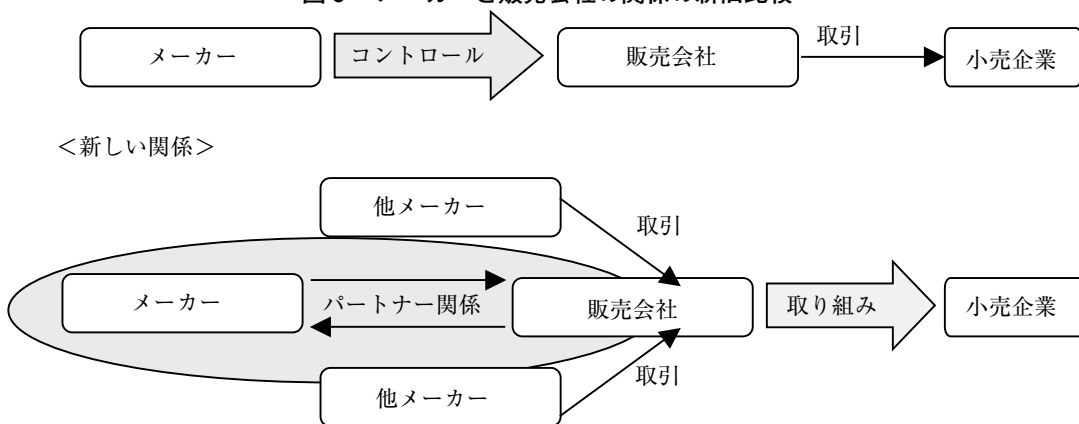 メーカー コントロール 販売会社 取引 小売企業
＜新しい関係＞
他メーカー
取引
メーカー パートナー関係 販売会社 取り組み 小売企業
取引
他メーカー